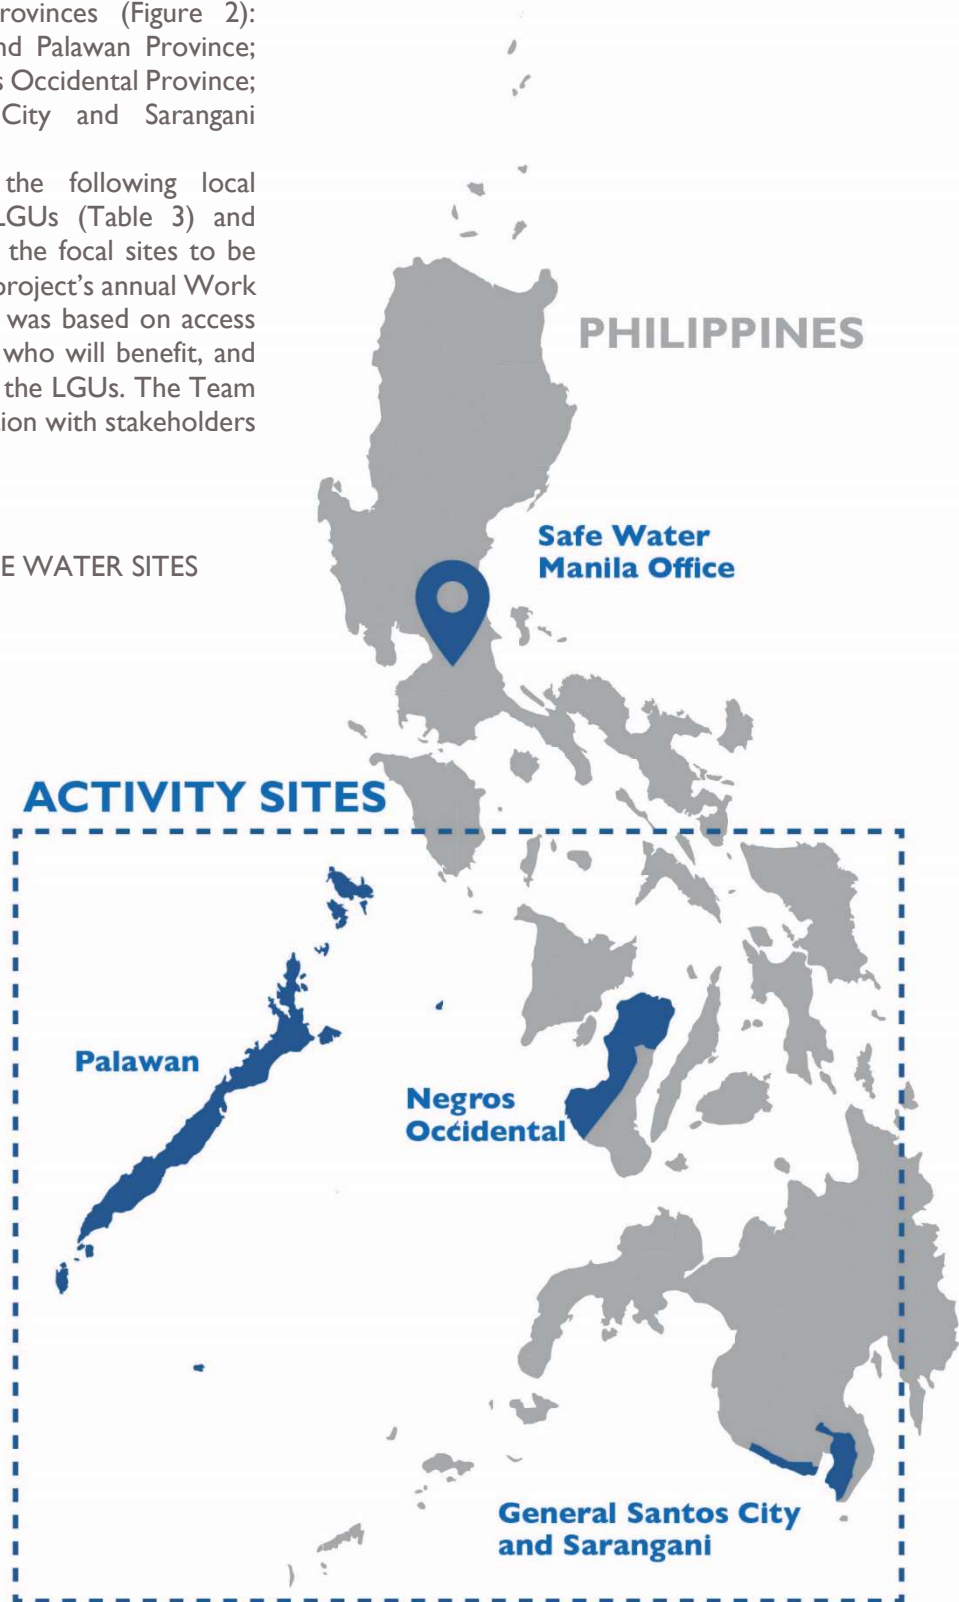 rovinces (Figure 2):
nd Palawan Province;
s Occidental Province;
City and Sarangani
the following local
LGUs (Table 3) and
the focal sites to be
project’s annual Work
was based on access
who will benefit, and
the LGUs. The Team
tion with stakeholders
E WATER SITES
PHILIPPINES
Safe Water
Manila Office
ACTIVITY SITES
Palawan
Negros
Occidental
General Santos City
and Sarangani